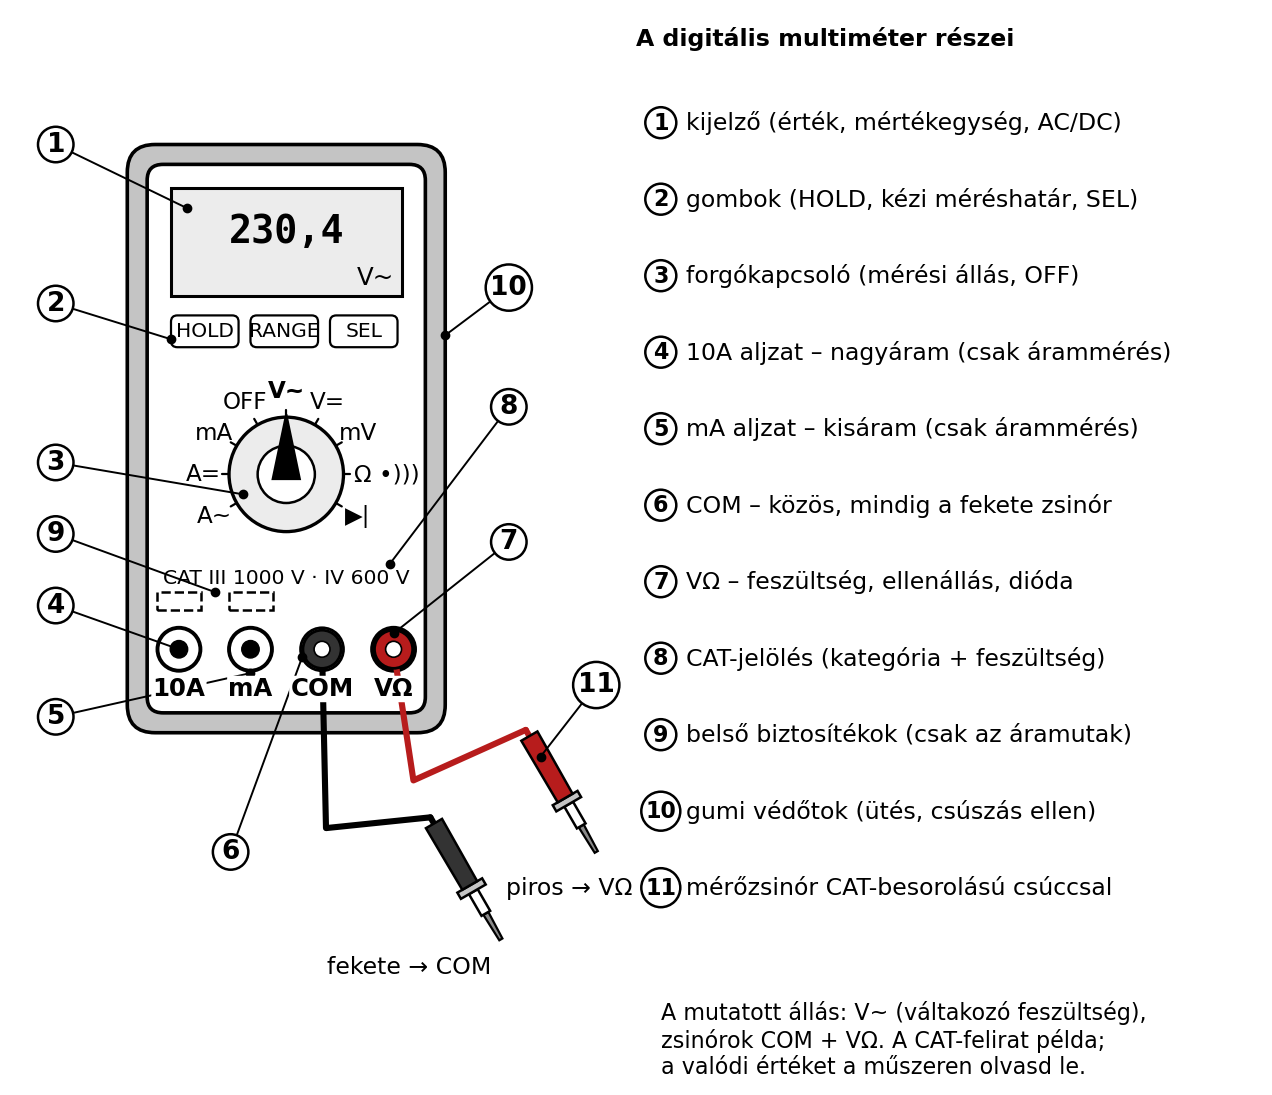 A digitális multiméter részei
1
230,4
V~
2
HOLD
RANGE
SEL
10
OFF
V~
V=
mA
mV
A=
Ω •)))
A~
▶|
3
8
9
7
4
CAT III 1000 V · IV 600 V
10A
mA
COM
VΩ
5
11
6
piros → VΩ
fekete → COM
1 kijelző (érték, mértékegység, AC/DC)
2 gombok (HOLD, kézi méréshatár, SEL)
3 forgókapcsoló (mérési állás, OFF)
4 10A aljzat – nagyáram (csak árammérés)
5 mA aljzat – kisáram (csak árammérés)
6 COM – közös, mindig a fekete zsinór
7 VΩ – feszültség, ellenállás, dióda
8 CAT-jelölés (kategória + feszültség)
9 belső biztosítékok (csak az áramutak)
10 gumi védőtok (ütés, csúszás ellen)
11 mérőzsinór CAT-besorolású csúccsal
A mutatott állás: V~ (váltakozó feszültség),
zsinórok COM + VΩ. A CAT-felirat példa;
a valódi értéket a műszeren olvasd le.